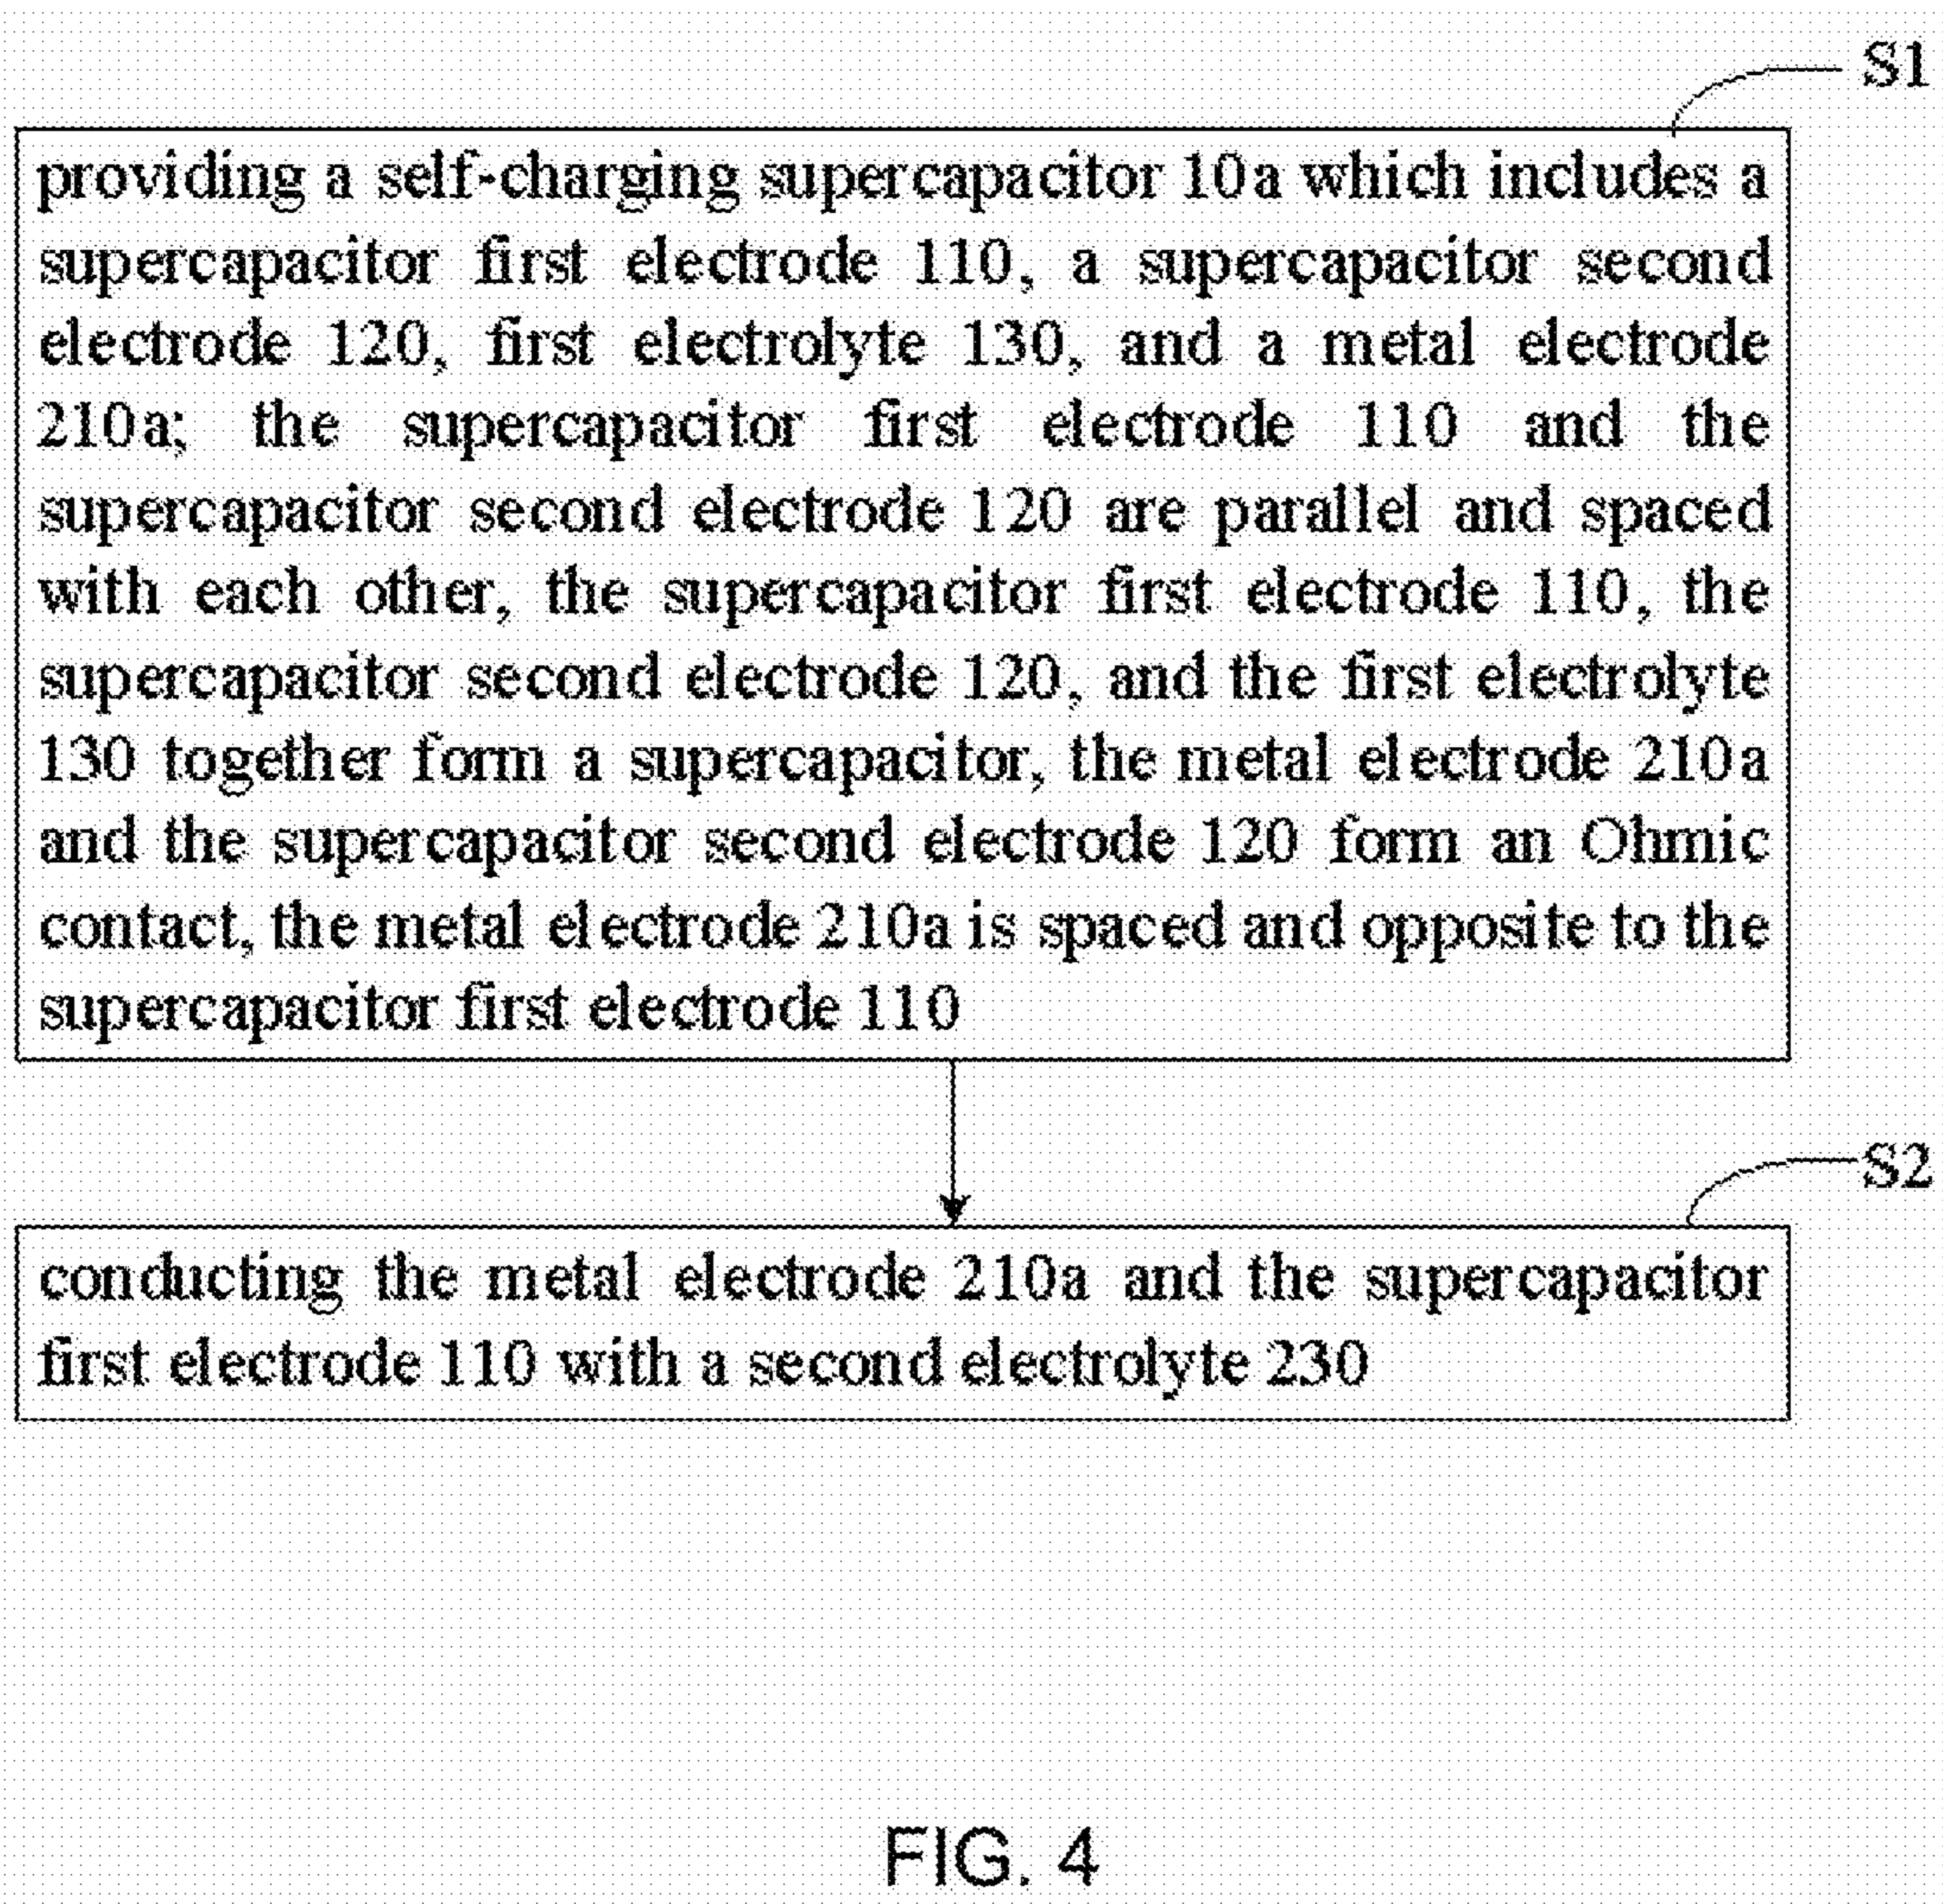 S1
providing a self-charging supercapacitor 10a which includes a
supercapacitor first electrode 110, a supercapacitor second
electrode 120, first electrolyte 130, and a metal electrode
210a; the supercapacitor first electrode 110 and the
supercapacitor second electrode 120 are parallel and spaced
with each other, the supercapacitor first electrode 110, the
supercapacitor second electrode 120, and the first electrolyte
130 together form a supercapacitor, the metal electrode 210a
and the supercapacitor second electrode 120 form an Ohmic
contact, the metal electrode 210a is spaced and opposite to the
supercapacitor first electrode 110
S2
conducting the metal electrode 210a and the supercapacitor
first electrode 110 with a second electrolyte 230
FIG. 4